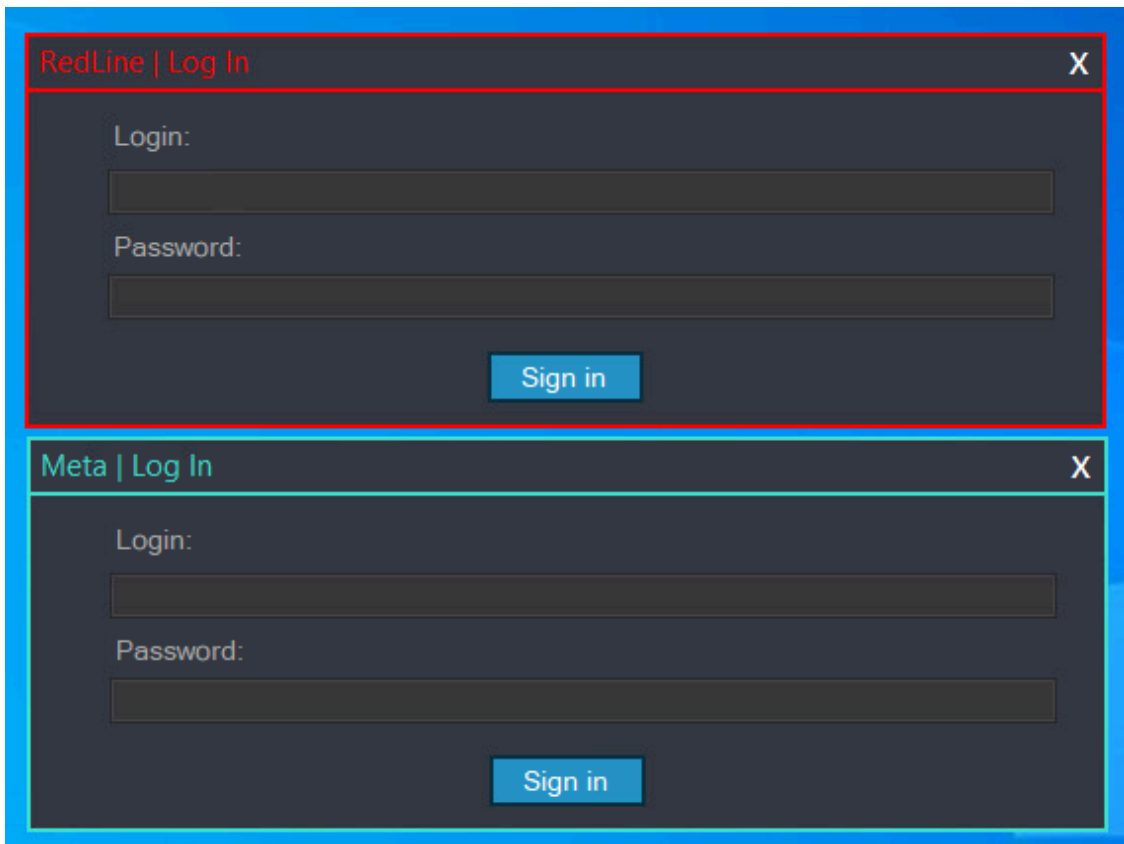 RedLine | Log In X
Login:
Password:
Sign in
Meta | Log In X
Login:
Password:
Sign in